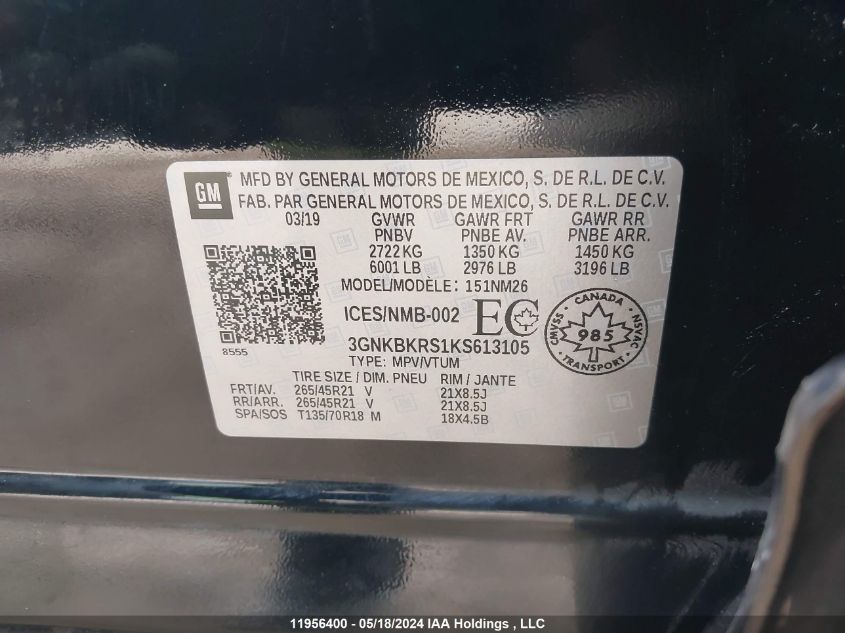 GM MFD BY GENERAL MOTORS DE MEXICO, S. DE R.L. DE C.V.
FAB. PAR GENERAL MOTORS DE MEXICO, S. DE R.L. DE C.V.
03/19 GVWR GAWR FRT GAWR RR
PNBV PNBE AV. PNBE ARR.
2722 KG 1350 KG 1450 KG
6001 LB 2976 LB 3196 LB
MODEL/MODÈLE: 151NM26
ICES/NMB-002 EC
3GNKBKRS1KS613105
CANADA
CMVSS 985 NSVAC
TRANSPORT
8555
TYPE: MPV/VTUM
TIRE SIZE / DIM. PNEU RIM / JANTE
FRT/AV. 265/45R21 V 21X8.5J
RR/ARR. 265/45R21 V 21X8.5J
SPA/SOS T135/70R18 M 18X4.5B
11956400 - 05/18/2024 IAA Holdings , LLC